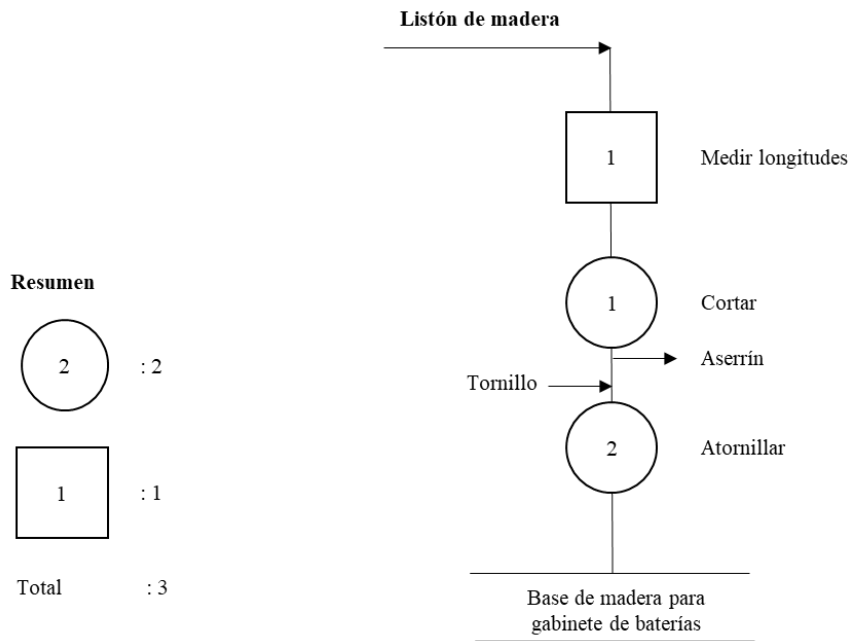 Listón de madera
1
Medir longitudes
1
Cortar
Aserrín
Tornillo
2
Atornillar
Base de madera para
gabinete de baterías
Resumen
2 : 2
1 : 1
Total : 3